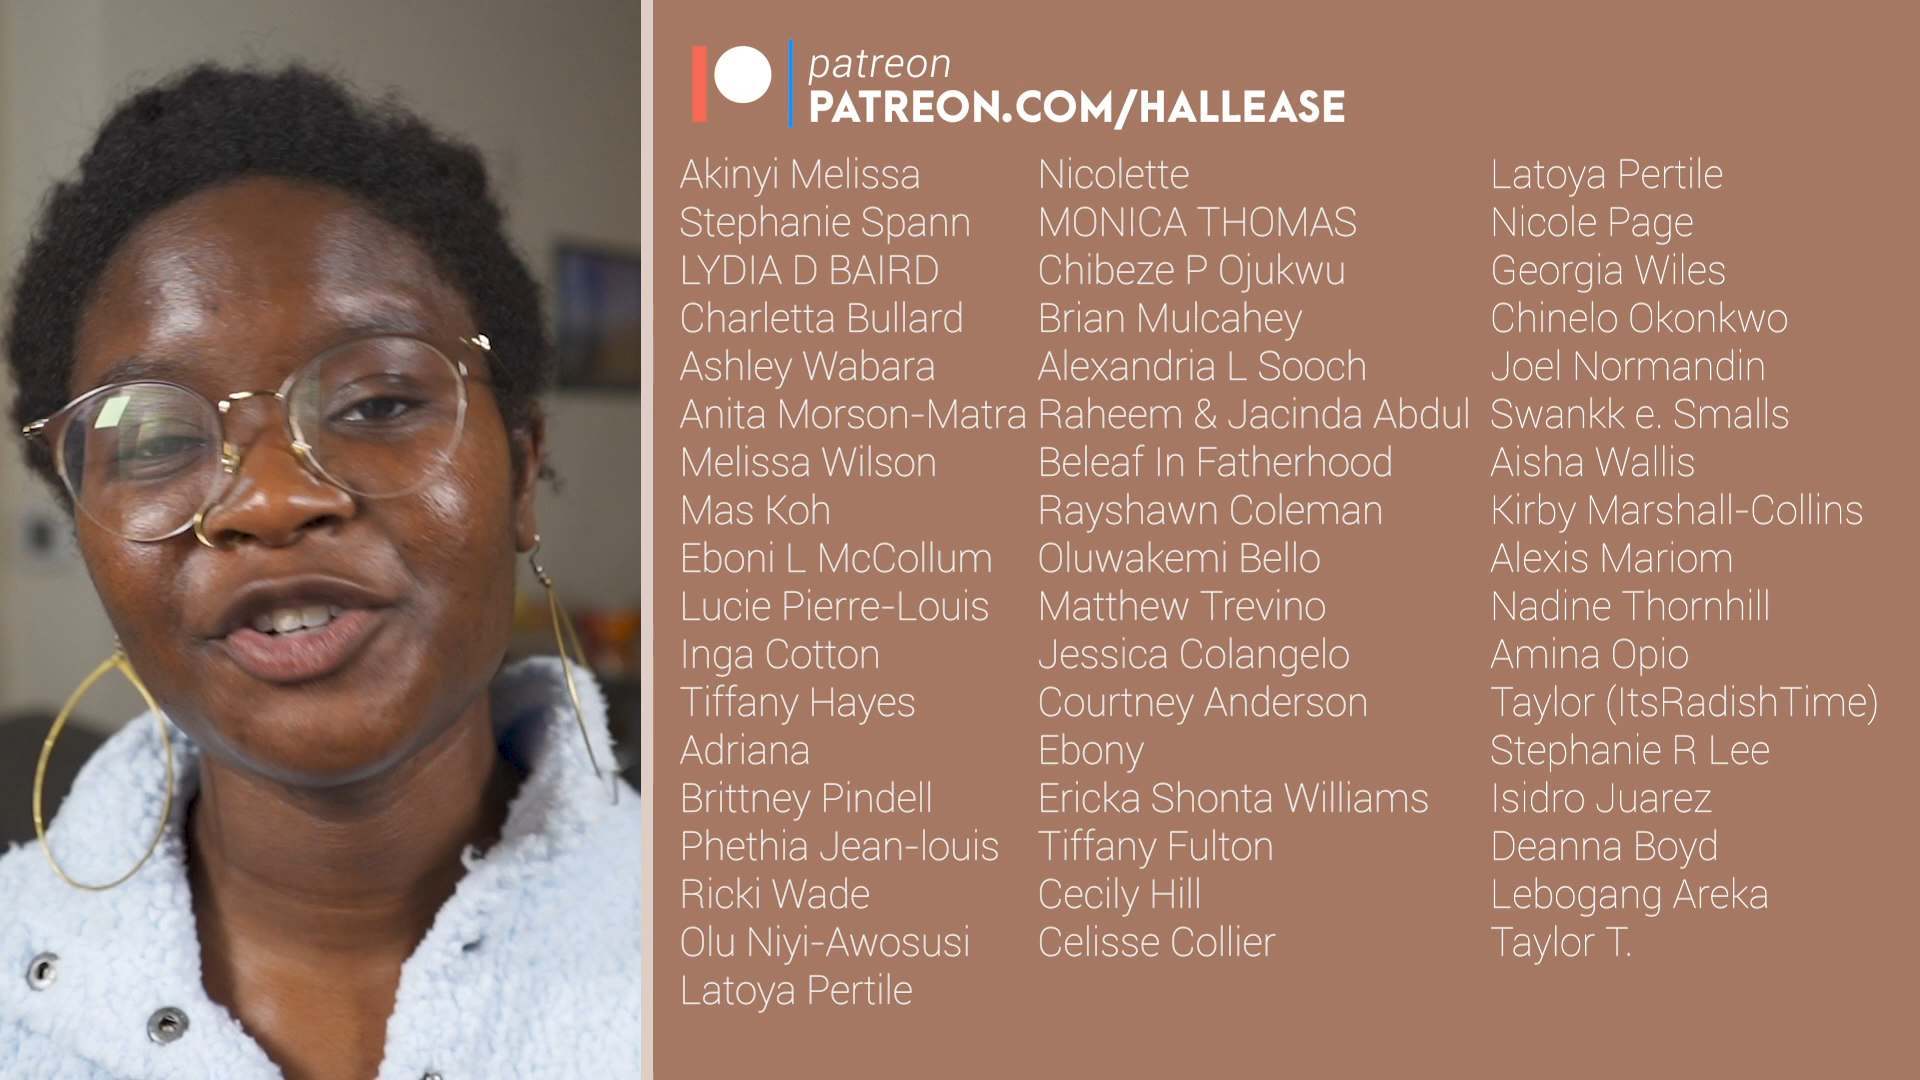 patreon
PATREON.COM/HALLEASE
Akinyi Melissa
Stephanie Spann
LYDIA D BAIRD
Charletta Bullard
Ashley Wabara
Anita Morson-Matra
Melissa Wilson
Mas Koh
Eboni L McCollum
Lucie Pierre-Louis
Inga Cotton
Tiffany Hayes
Adriana
Brittney Pindell
Phethia Jean-louis
Ricki Wade
Olu Niyi-Awosusi
Latoya Pertile
Nicolette
MONICA THOMAS
Chibeze P Ojukwu
Brian Mulcahey
Alexandria L Sooch
Raheem & Jacinda Abdul
Beleaf In Fatherhood
Rayshawn Coleman
Oluwakemi Bello
Matthew Trevino
Jessica Colangelo
Courtney Anderson
Ebony
Ericka Shonta Williams
Tiffany Fulton
Cecily Hill
Celisse Collier
Latoya Pertile
Nicole Page
Georgia Wiles
Chinelo Okonkwo
Joel Normandin
Swankk e. Smalls
Aisha Wallis
Kirby Marshall-Collins
Alexis Mariom
Nadine Thornhill
Amina Opio
Taylor (ItsRadishTime)
Stephanie R Lee
Isidro Juarez
Deanna Boyd
Lebogang Areka
Taylor T.